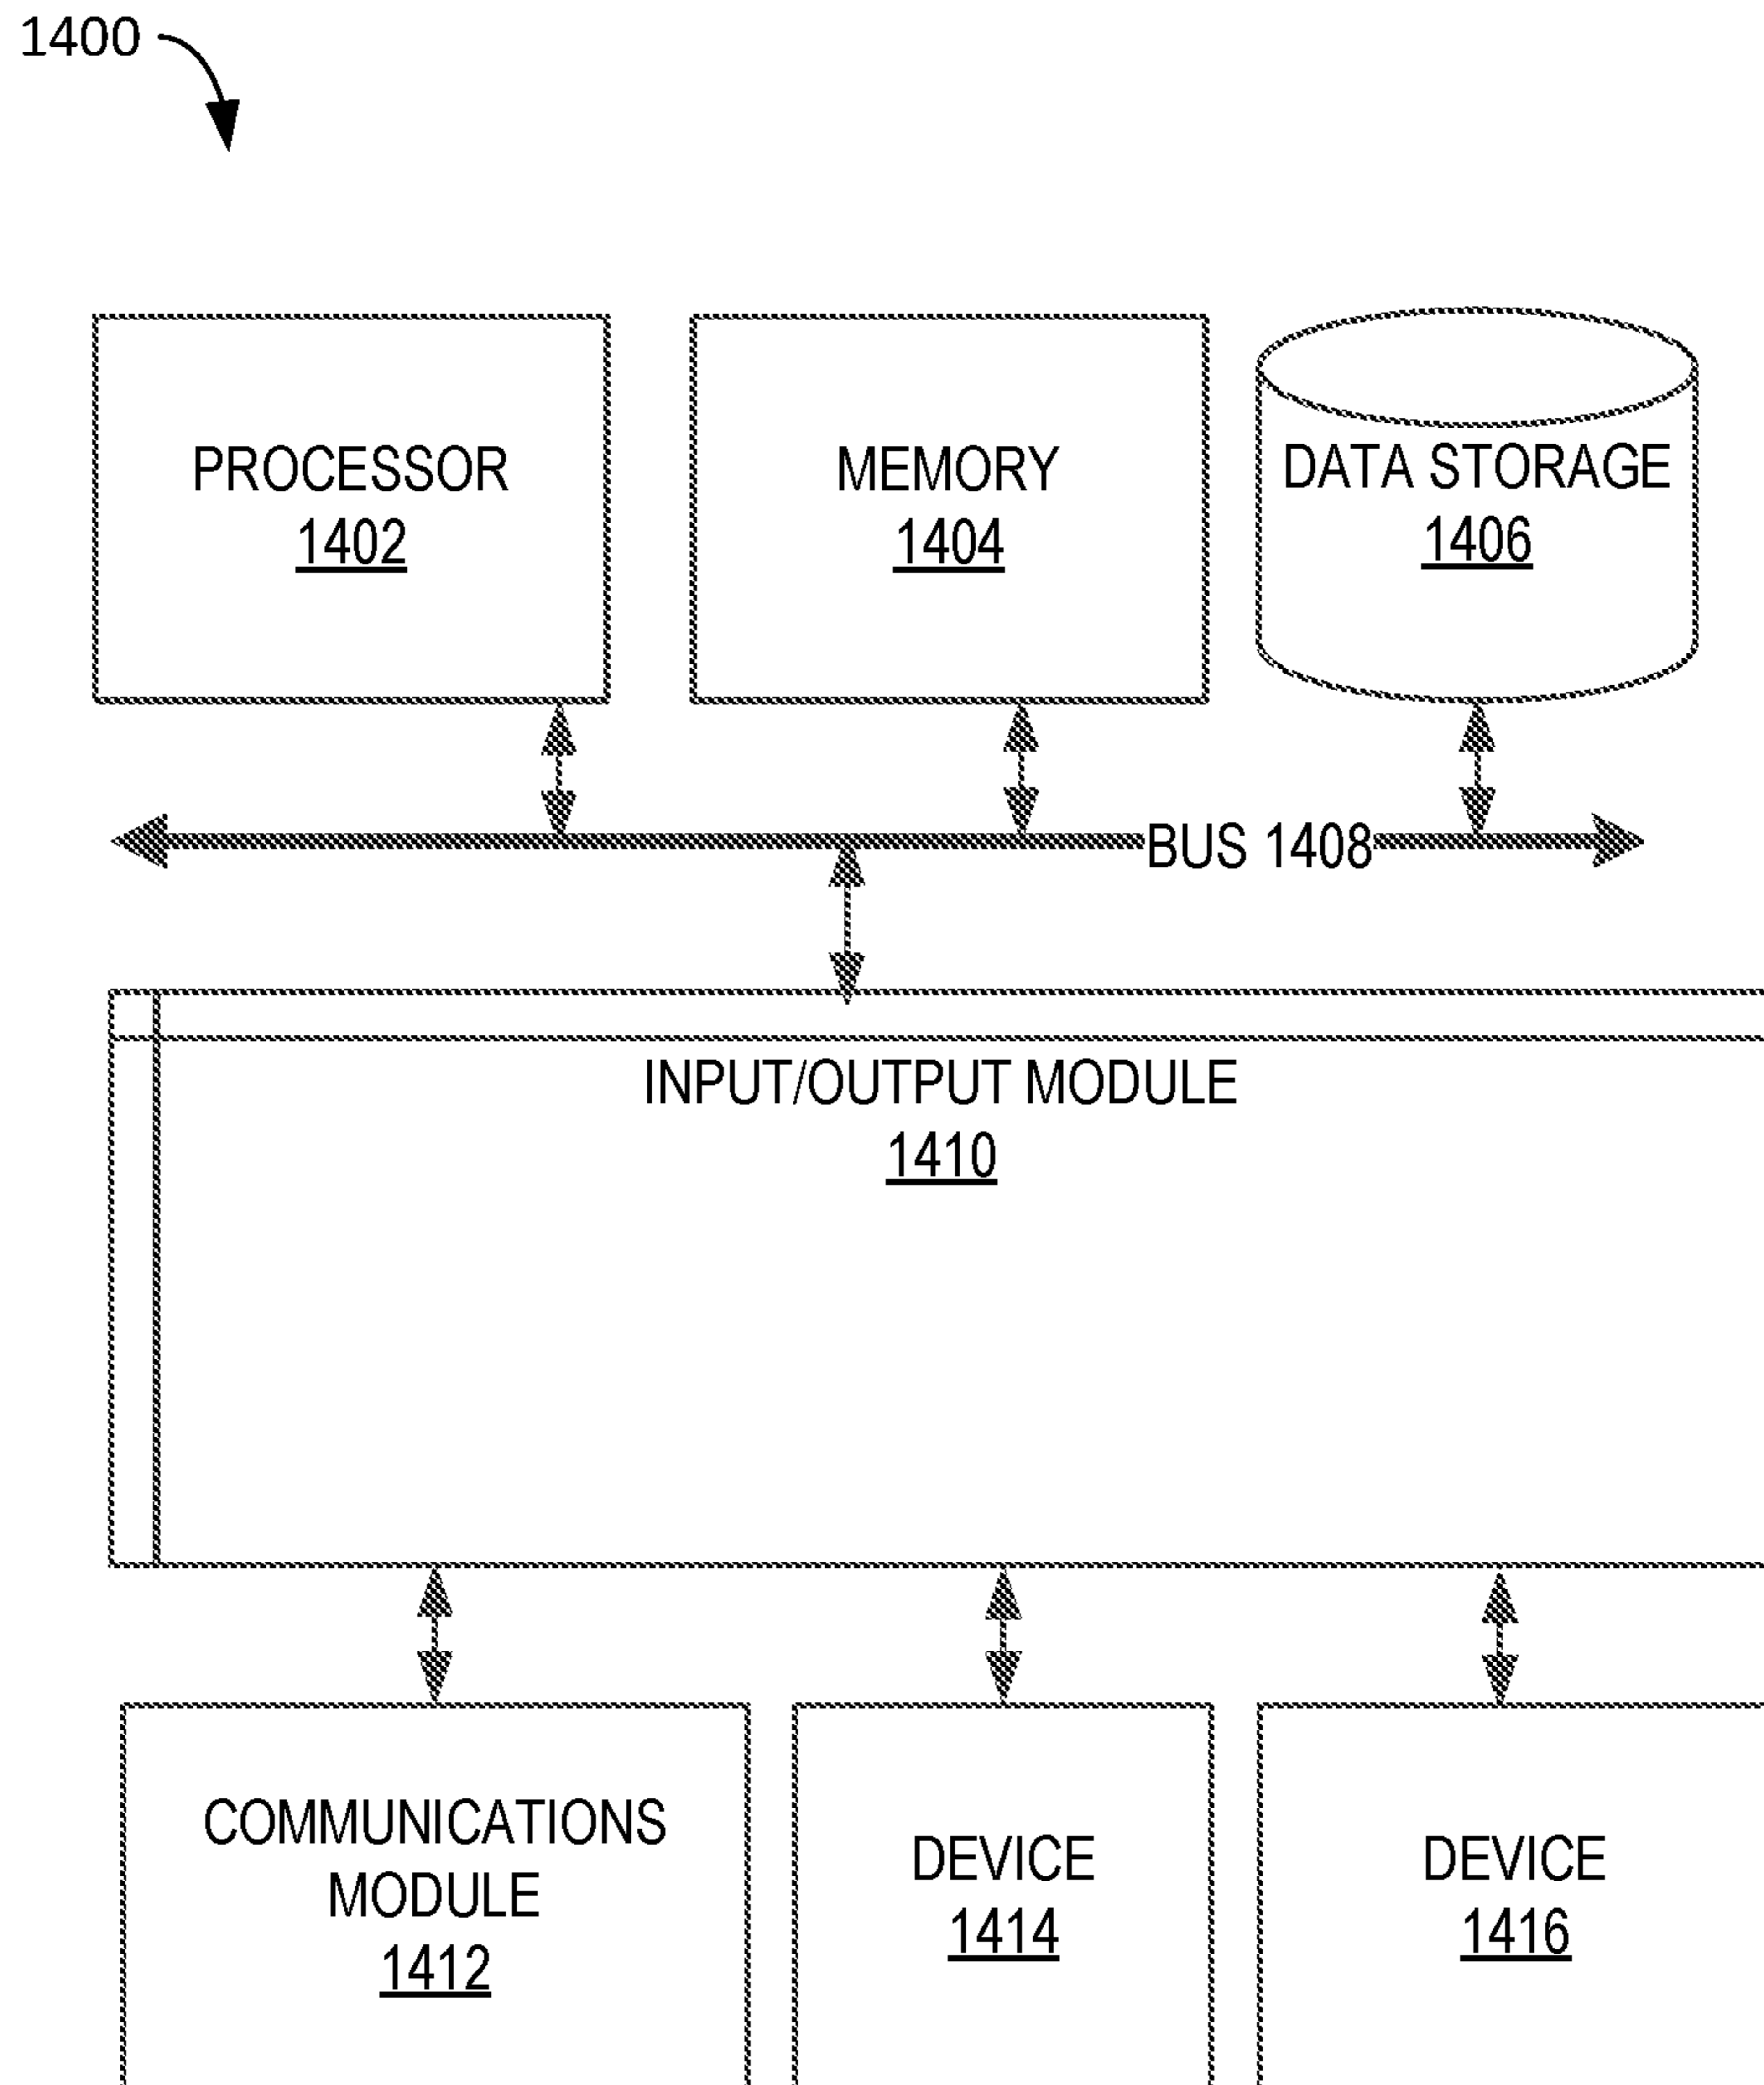 1400
PROCESSOR
1402
MEMORY
1404
DATA STORAGE
1406
BUS 1408
INPUT/OUTPUT MODULE
1410
COMMUNICATIONS
MODULE
1412
DEVICE
1414
DEVICE
1416